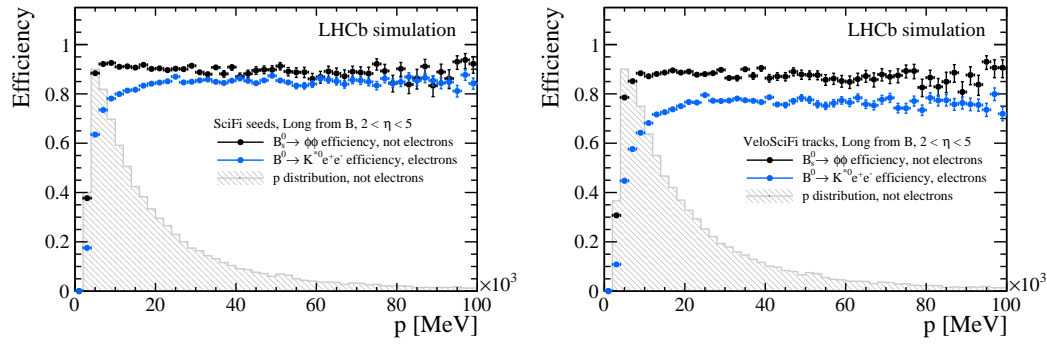 LHCb simulation
Efficiency
1
0.8
0.6
0.4
0.2
0
SciFi seeds, Long from B, 2 < η < 5
B⁰ₛ → ϕϕ efficiency, not electrons
B⁰ → K*⁰e⁺e⁻ efficiency, electrons
p distribution, not electrons
0 20 40 60 80 100
×10³
p [MeV]
LHCb simulation
Efficiency
1
0.8
0.6
0.4
0.2
0
VeloSciFi tracks, Long from B, 2 < η < 5
B⁰ₛ → ϕϕ efficiency, not electrons
B⁰ → K*⁰e⁺e⁻ efficiency, electrons
p distribution, not electrons
0 20 40 60 80 100
×10³
p [MeV]